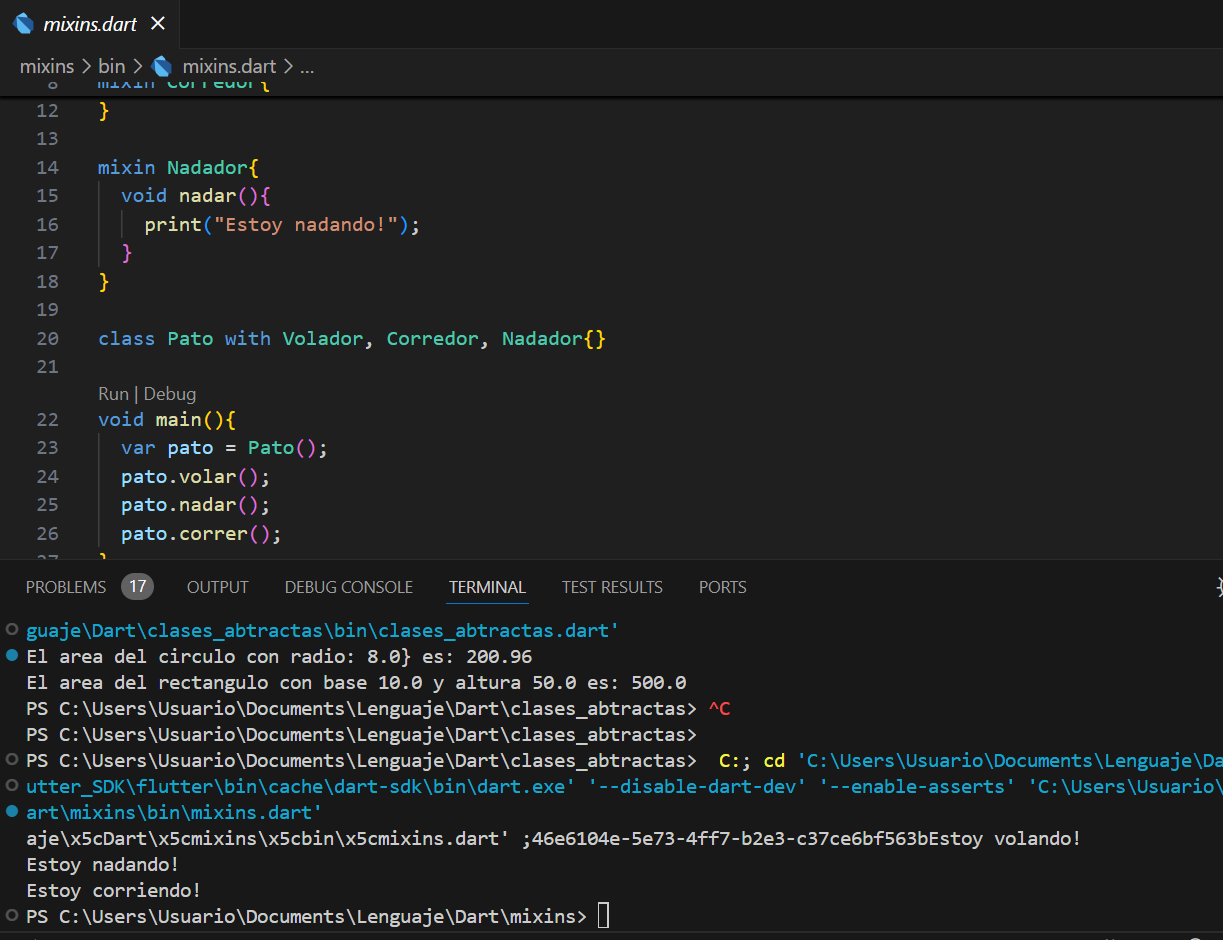 mixins.dart
mixins > bin > mixins.dart > ...
8 mixin Corredor{
12 }
13
14 mixin Nadador{
15 void nadar(){
16 print("Estoy nadando!");
17 }
18 }
19
20 class Pato with Volador, Corredor, Nadador{}
21
Run | Debug
22 void main(){
23 var pato = Pato();
24 pato.volar();
25 pato.nadar();
26 pato.correr();
27 }
PROBLEMS 17 OUTPUT DEBUG CONSOLE TERMINAL TEST RESULTS PORTS
guaje\Dart\clases_abtractas\bin\clases_abtractas.dart'
El area del circulo con radio: 8.0} es: 200.96
El area del rectangulo con base 10.0 y altura 50.0 es: 500.0
PS C:\Users\Usuario\Documents\Lenguaje\Dart\clases_abtractas> ^C
PS C:\Users\Usuario\Documents\Lenguaje\Dart\clases_abtractas>
PS C:\Users\Usuario\Documents\Lenguaje\Dart\clases_abtractas> C:; cd 'C:\Users\Usuario\Documents\Lenguaje\Da
utter_SDK\flutter\bin\cache\dart-sdk\bin\dart.exe' '--disable-dart-dev' '--enable-asserts' 'C:\Users\Usuario\
art\mixins\bin\mixins.dart'
aje\x5cDart\x5cmixins\x5cbin\x5cmixins.dart' ;46e6104e-5e73-4ff7-b2e3-c37ce6bf563bEstoy volando!
Estoy nadando!
Estoy corriendo!
PS C:\Users\Usuario\Documents\Lenguaje\Dart\mixins>